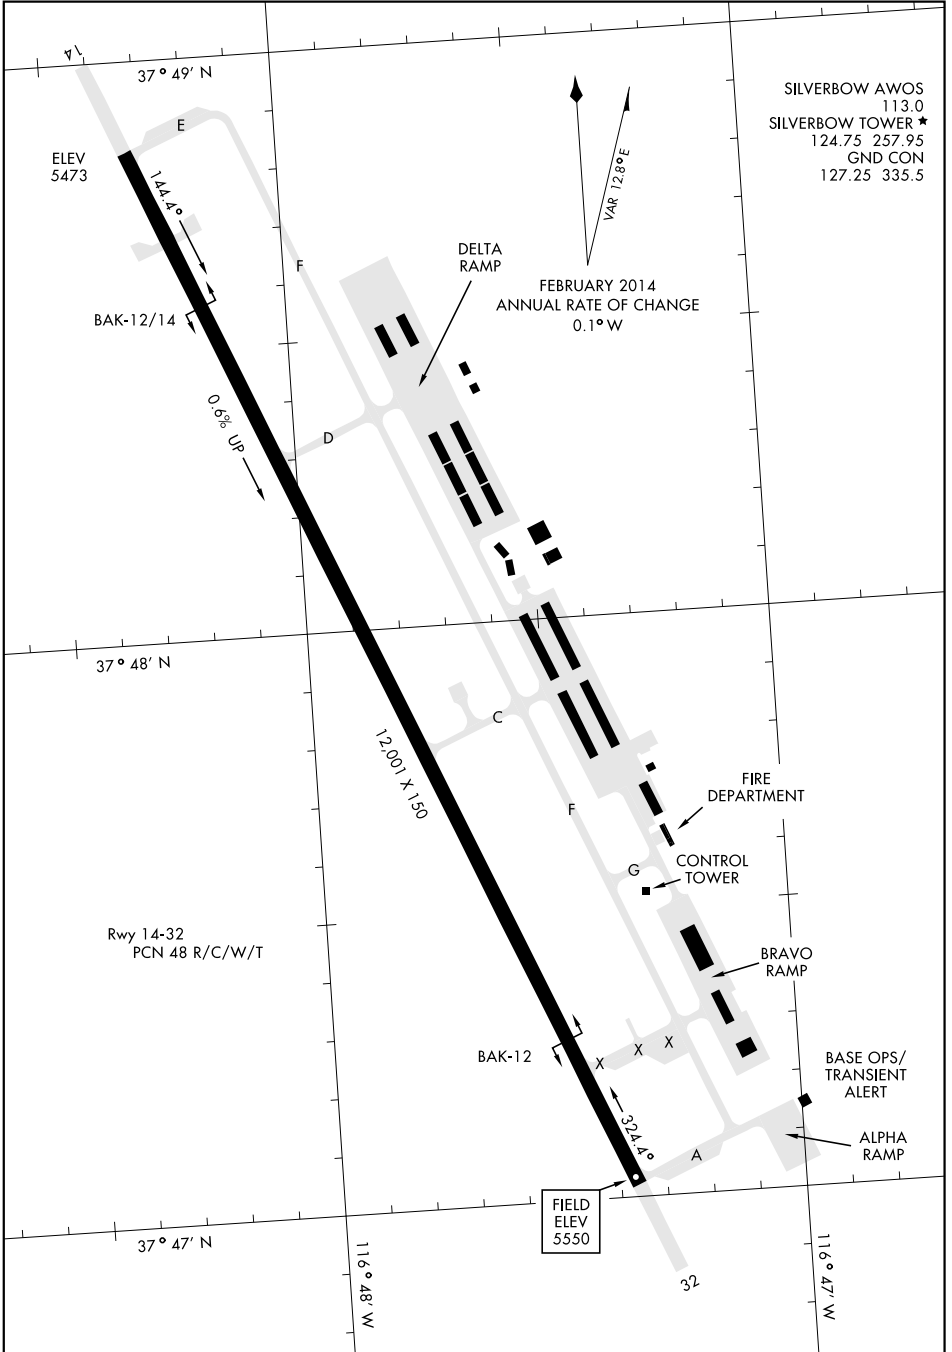 14
37° 49' N
SILVERBOW AWOS
113.0
SILVERBOW TOWER ★
124.75 257.95
GND CON
127.25 335.5
E
ELEV
5473
144.4°
VAR 12.8° E
DELTA
RAMP
F
FEBRUARY 2014
ANNUAL RATE OF CHANGE
0.1° W
BAK-12/14
0.6% UP
D
37° 48' N
C
12,001 X 150
FIRE
DEPARTMENT
F
G
CONTROL
TOWER
Rwy 14-32
PCN 48 R/C/W/T
BRAVO
RAMP
BAK-12
X X X
BASE OPS/
TRANSIENT
ALERT
324.4°
A
ALPHA
RAMP
FIELD
ELEV
5550
37° 47' N
116° 48' W
116° 47' W
32